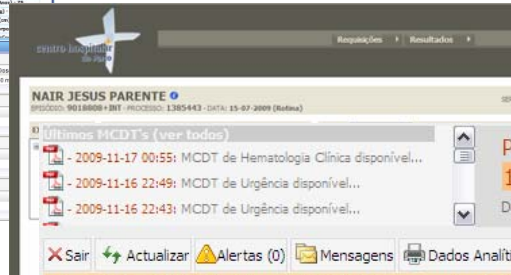 centro hospitalar
do Porto
Requisições
Resultados
NAIR JESUS PARENTE
EPISÓDIO: 9018808+INT - PROCESSO: 1385443 - DATA: 15-07-2009 (Rotina)
Últimos MCDT's (ver todos)
- 2009-11-17 00:55: MCDT de Hematologia Clínica disponível...
- 2009-11-16 22:49: MCDT de Urgência disponível...
- 2009-11-16 22:43: MCDT de Urgência disponível...
Sair
Actualizar
Alertas (0)
Mensagens
Dados Analíti